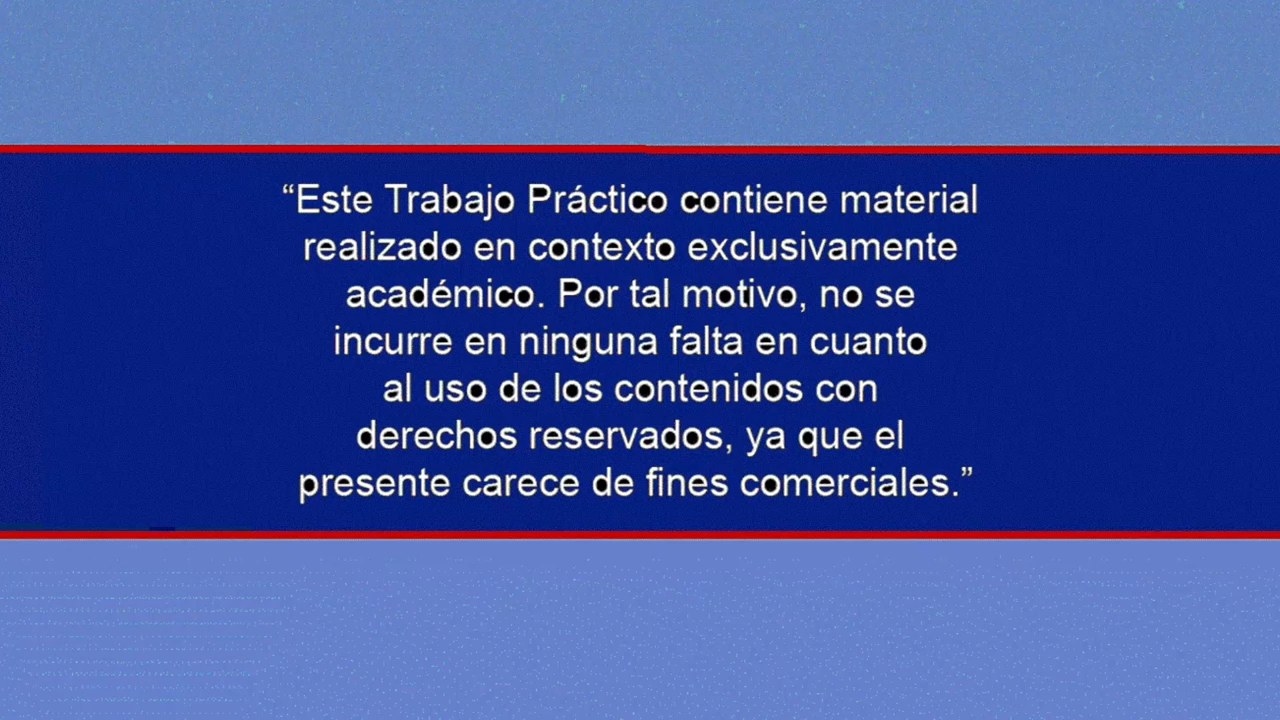 “Este Trabajo Práctico contiene material
realizado en contexto exclusivamente
académico. Por tal motivo, no se
incurre en ninguna falta en cuanto
al uso de los contenidos con
derechos reservados, ya que el
presente carece de fines comerciales.”